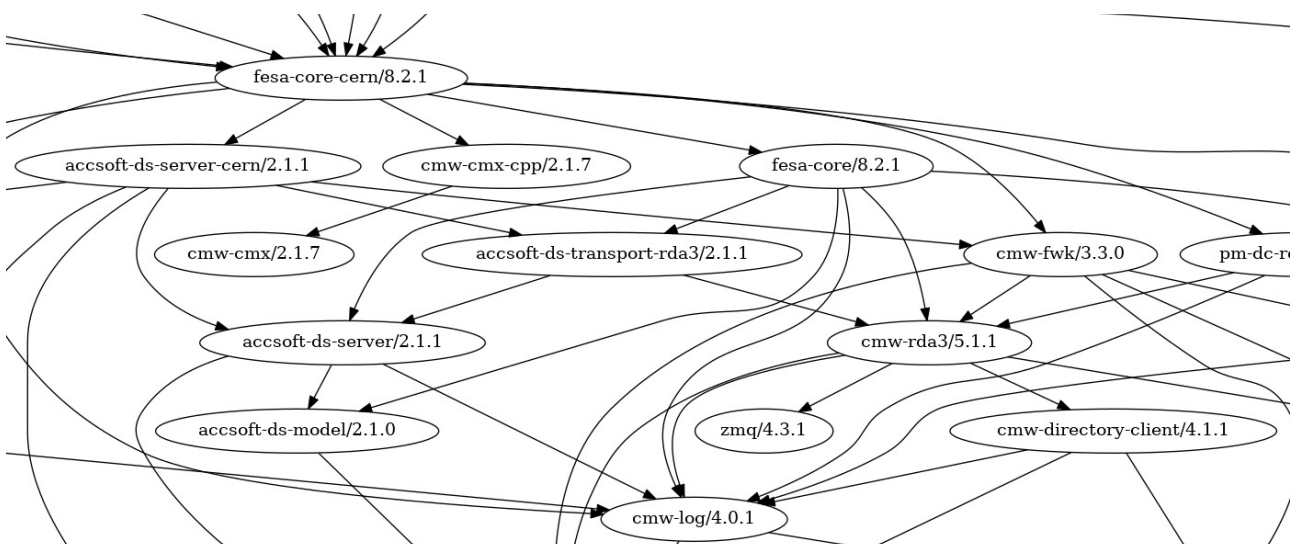 fesa-core-cern/8.2.1
accsoft-ds-server-cern/2.1.1
cmw-cmx-cpp/2.1.7
fesa-core/8.2.1
cmw-cmx/2.1.7
accsoft-ds-transport-rda3/2.1.1
cmw-fwk/3.3.0
accsoft-ds-server/2.1.1
cmw-rda3/5.1.1
accsoft-ds-model/2.1.0
zmq/4.3.1
cmw-directory-client/4.1.1
cmw-log/4.0.1